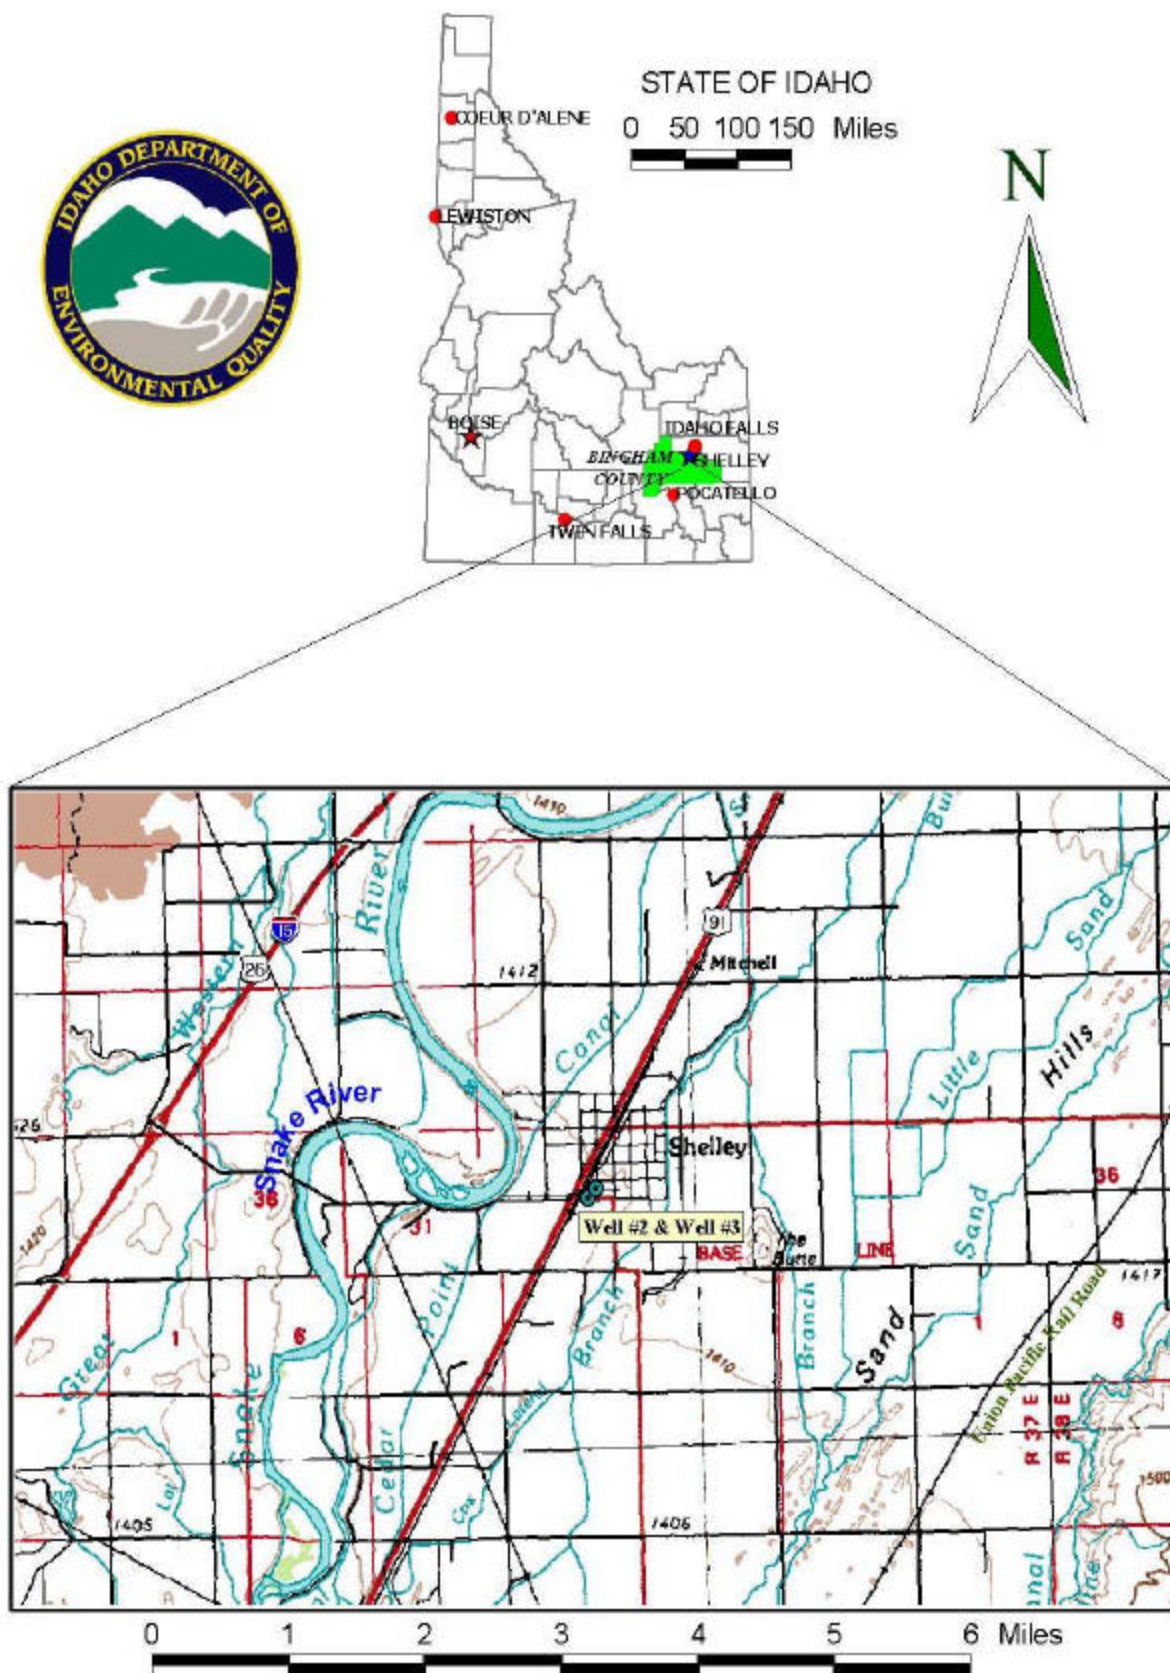 STATE OF IDAHO
0 50 100 150 Miles
N
IDAHO DEPARTMENT OF
ENVIRONMENTAL QUALITY
COEUR D'ALENE
LEWISTON
BOISE
IDAHO FALLS
BINGHAM
COUNTY
SHELLEY
POCATELLO
TWIN FALLS
1410
River
15
26
Western
91
Mitchell
1412
Canal
Sand
Little
Hills
Snake River
Shelley
36
36
31
Well #2 & Well #3
BASE
LINE
The
Butte
Sand
1420
1417
Point
Branch
Branch
Sand
Union Pacific Rail Road
Great
1
6
1
6
Snake
1410
Lateral
Cedar
R 37 E
R 38 E
Cox
1405
1406
0 1 2 3 4 5 6 Miles